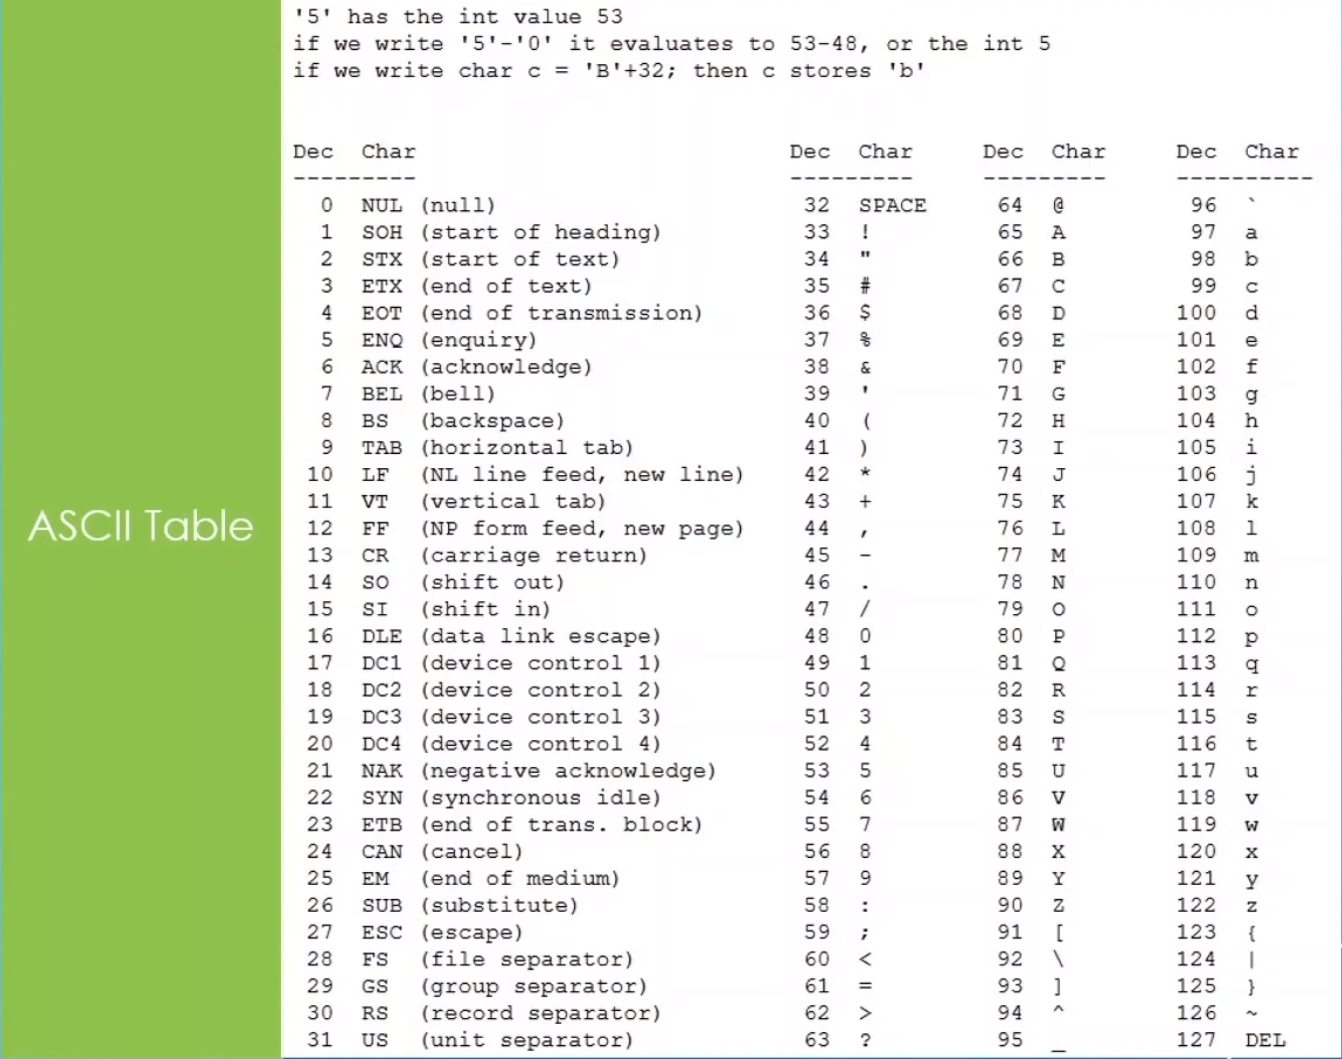 '5' has the int value 53
if we write '5'-'0' it evaluates to 53-48, or the int 5
if we write char c = 'B'+32; then c stores 'b'
ASCII Table
Dec Char Dec Char Dec Char Dec Char
--------- --------- --------- ----------
0 NUL (null) 32 SPACE 64 @ 96 `
1 SOH (start of heading) 33 ! 65 A 97 a
2 STX (start of text) 34 " 66 B 98 b
3 ETX (end of text) 35 # 67 C 99 c
4 EOT (end of transmission) 36 $ 68 D 100 d
5 ENQ (enquiry) 37 % 69 E 101 e
6 ACK (acknowledge) 38 & 70 F 102 f
7 BEL (bell) 39 ' 71 G 103 g
8 BS (backspace) 40 ( 72 H 104 h
9 TAB (horizontal tab) 41 ) 73 I 105 i
10 LF (NL line feed, new line) 42 * 74 J 106 j
11 VT (vertical tab) 43 + 75 K 107 k
12 FF (NP form feed, new page) 44 , 76 L 108 l
13 CR (carriage return) 45 - 77 M 109 m
14 SO (shift out) 46 . 78 N 110 n
15 SI (shift in) 47 / 79 O 111 o
16 DLE (data link escape) 48 0 80 P 112 p
17 DC1 (device control 1) 49 1 81 Q 113 q
18 DC2 (device control 2) 50 2 82 R 114 r
19 DC3 (device control 3) 51 3 83 S 115 s
20 DC4 (device control 4) 52 4 84 T 116 t
21 NAK (negative acknowledge) 53 5 85 U 117 u
22 SYN (synchronous idle) 54 6 86 V 118 v
23 ETB (end of trans. block) 55 7 87 W 119 w
24 CAN (cancel) 56 8 88 X 120 x
25 EM (end of medium) 57 9 89 Y 121 y
26 SUB (substitute) 58 : 90 Z 122 z
27 ESC (escape) 59 ; 91 [ 123 {
28 FS (file separator) 60 < 92 \ 124 |
29 GS (group separator) 61 = 93 ] 125 }
30 RS (record separator) 62 > 94 ^ 126 ~
31 US (unit separator) 63 ? 95 _ 127 DEL